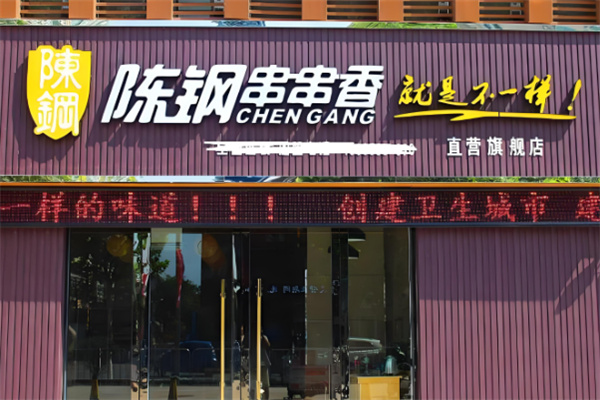 陳鋼
陈钢串串香
CHEN GANG
就是不一样!
直营旗舰店
一样的味道!!! 创建卫生城市 建